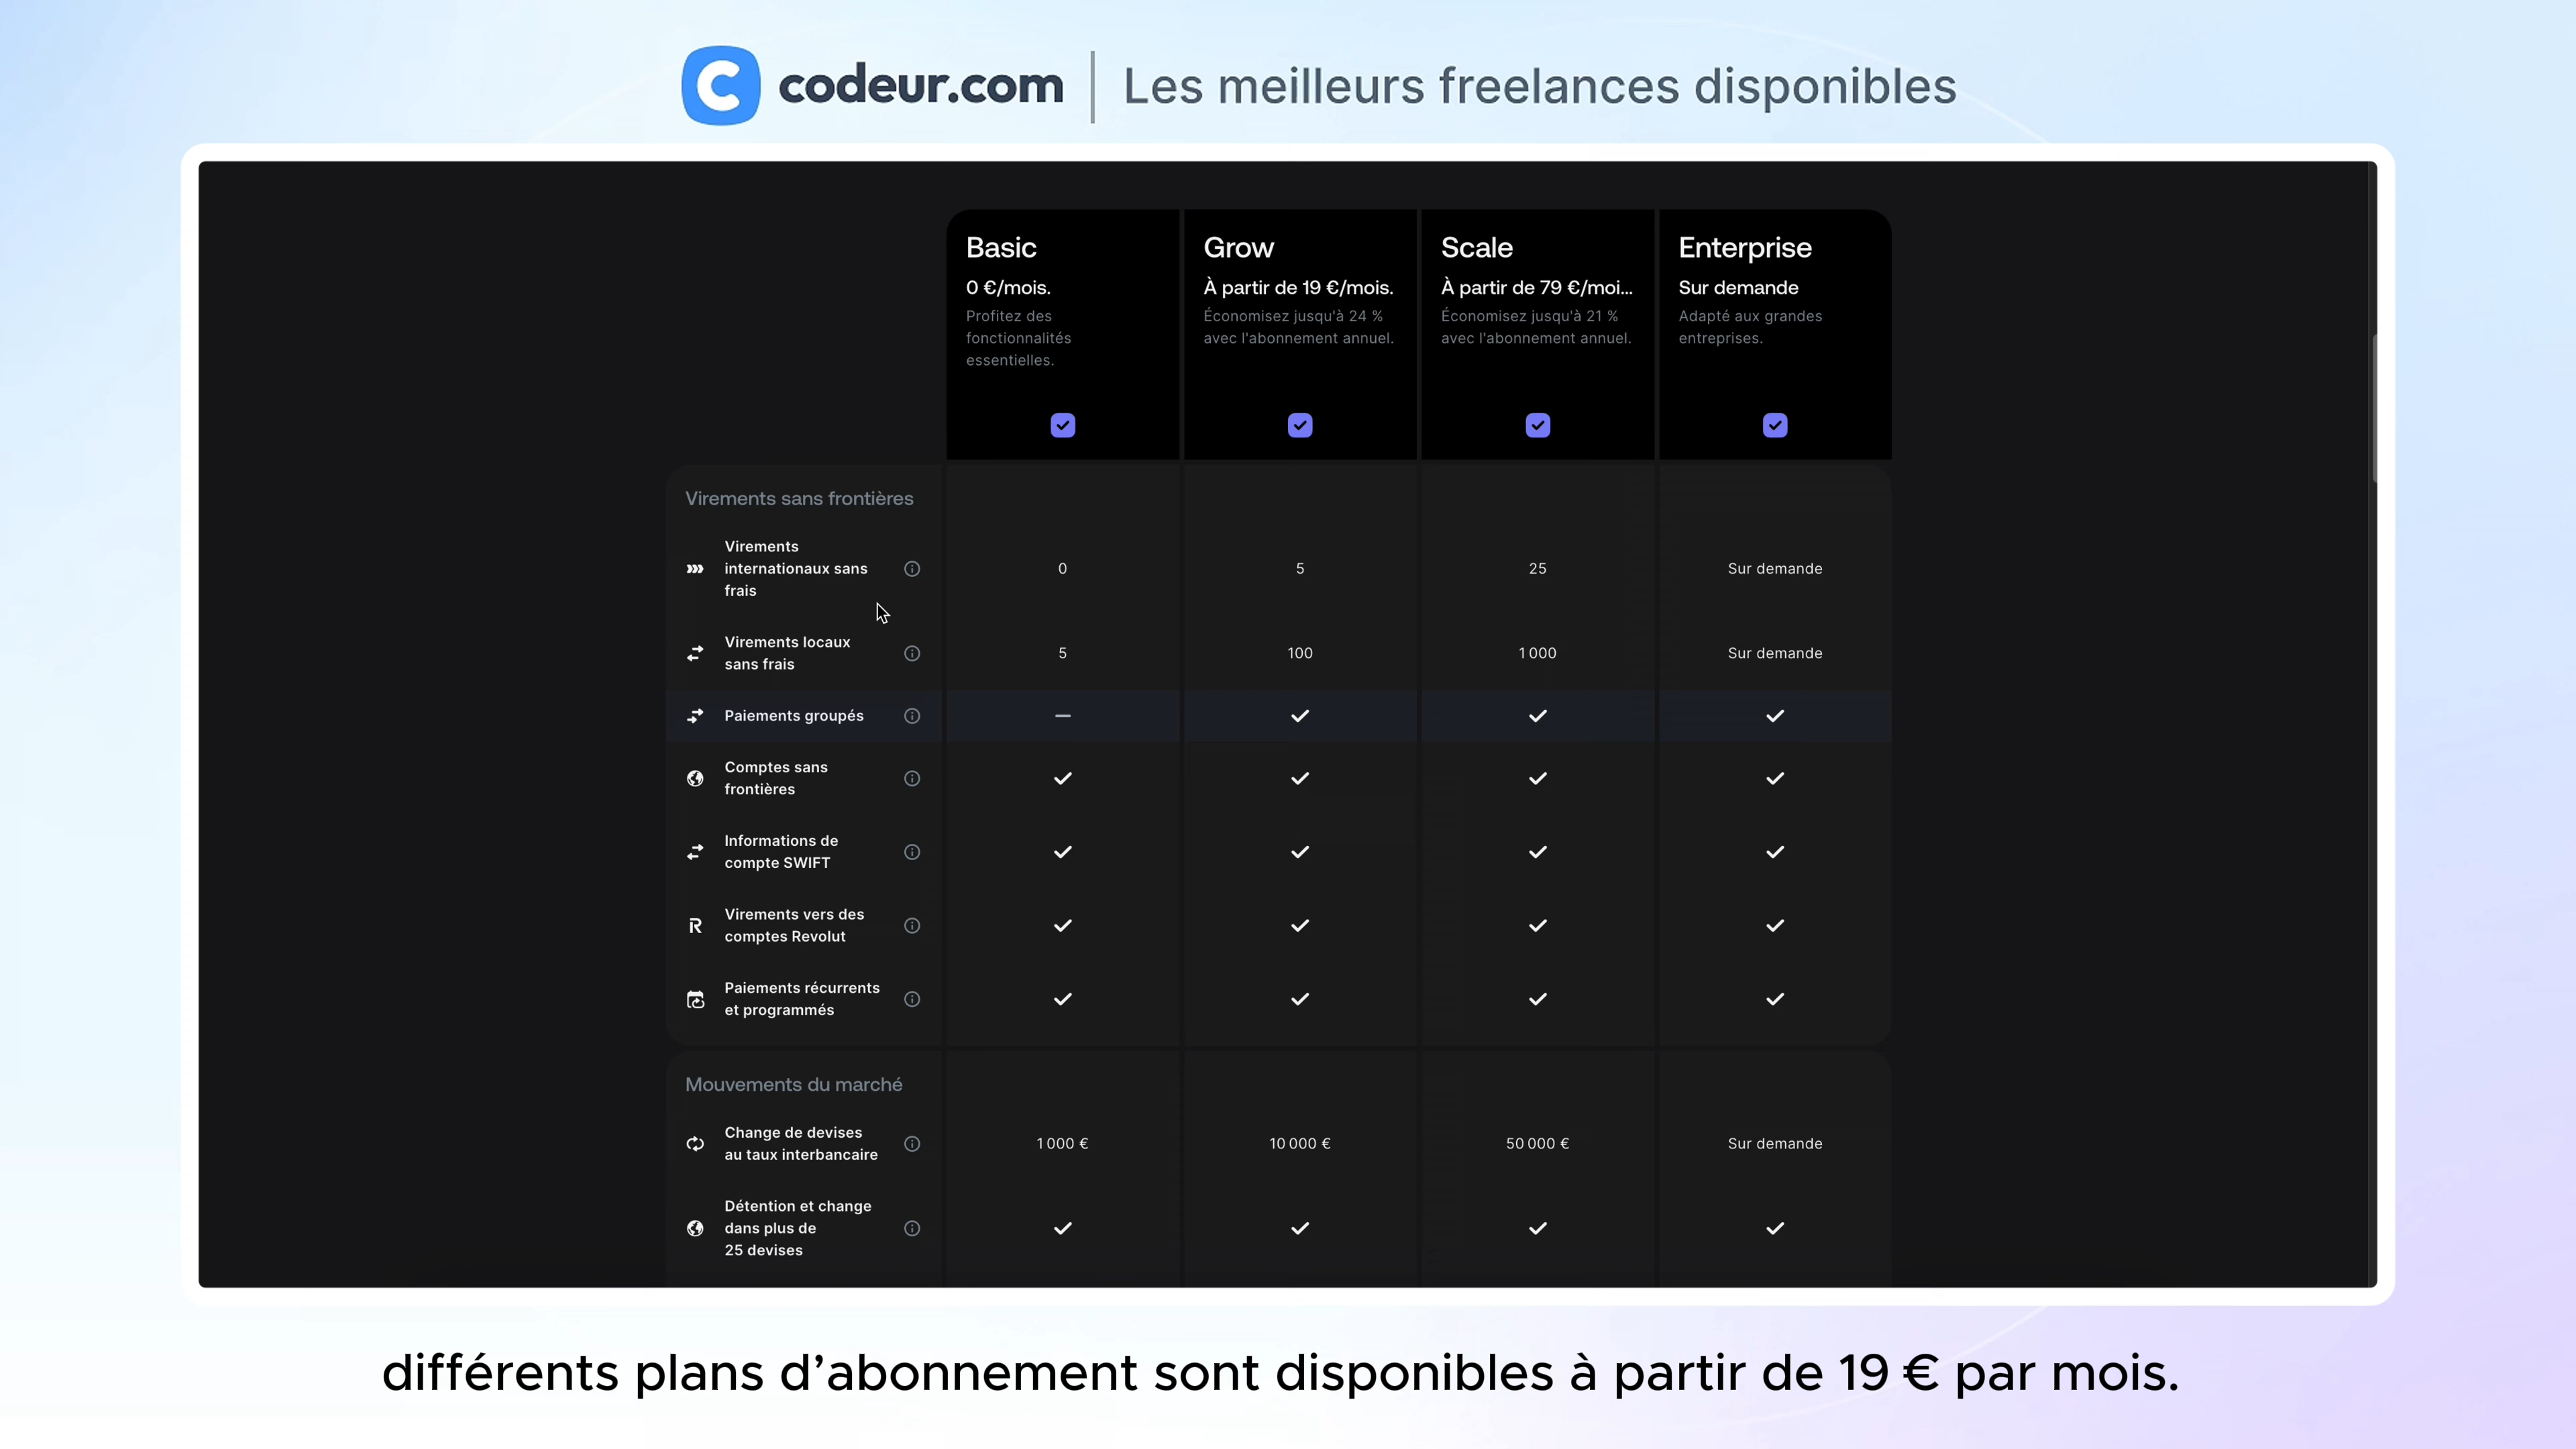 codeur.com | Les meilleurs freelances disponibles
Basic
0 €/mois.
Profitez des
fonctionnalités
essentielles.
Grow
À partir de 19 €/mois.
Économisez jusqu'à 24 %
avec l'abonnement annuel.
Scale
À partir de 79 €/moi...
Économisez jusqu'à 21 %
avec l'abonnement annuel.
Enterprise
Sur demande
Adapté aux grandes
entreprises.
Virements sans frontières
Virements
internationaux sans
frais
0
5
25
Sur demande
Virements locaux
sans frais
5
100
1 000
Sur demande
Paiements groupés
Comptes sans
frontières
Informations de
compte SWIFT
Virements vers des
comptes Revolut
Paiements récurrents
et programmés
Mouvements du marché
Change de devises
au taux interbancaire
1 000 €
10 000 €
50 000 €
Sur demande
Détention et change
dans plus de
25 devises
différents plans d’abonnement sont disponibles à partir de 19 € par mois.